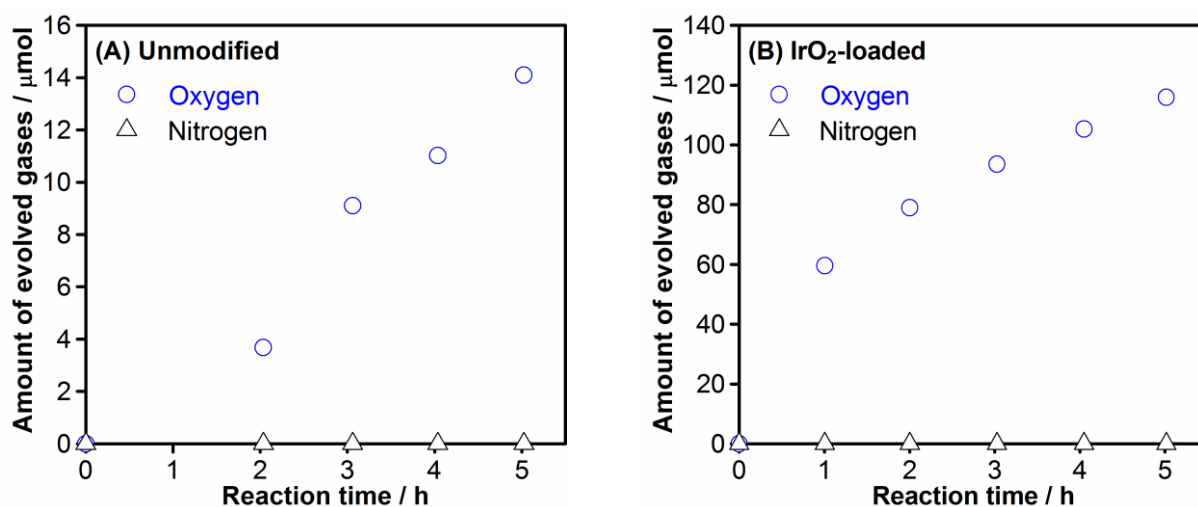 (A) Unmodified
Oxygen
Nitrogen
Amount of evolved gases / μmol
16
14
12
10
8
6
4
2
0
0 1 2 3 4 5
Reaction time / h
(B) IrO₂-loaded
Oxygen
Nitrogen
Amount of evolved gases / μmol
140
120
100
80
60
40
20
0
0 1 2 3 4 5
Reaction time / h